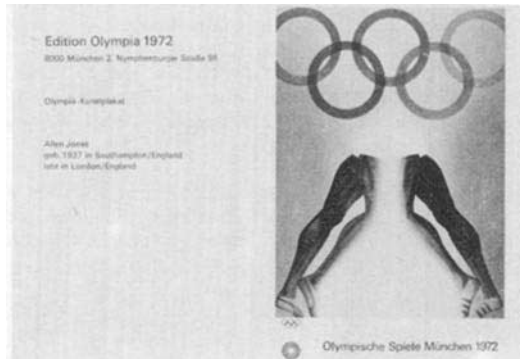 Edition Olympia 1972
8000 München 2, Nymphenburger Straße
Olympia-Kunstplakat
Allen Jones
geb. 1937 in Southampton/England
lebt in London/England
Olympische Spiele München 1972